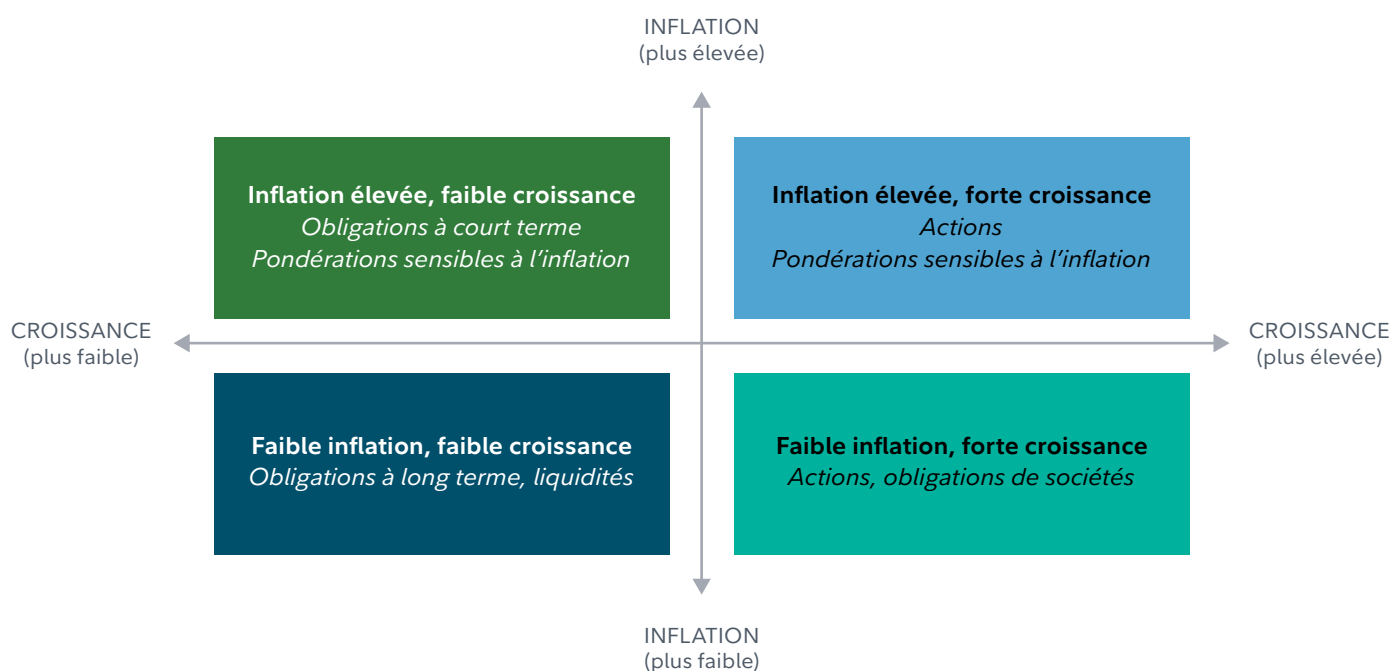 INFLATION
(plus élevée)
Inflation élevée, faible croissance
Obligations à court terme
Pondérations sensibles à l’inflation
Inflation élevée, forte croissance
Actions
Pondérations sensibles à l’inflation
CROISSANCE
(plus faible)
CROISSANCE
(plus élevée)
Faible inflation, faible croissance
Obligations à long terme, liquidités
Faible inflation, forte croissance
Actions, obligations de sociétés
INFLATION
(plus faible)